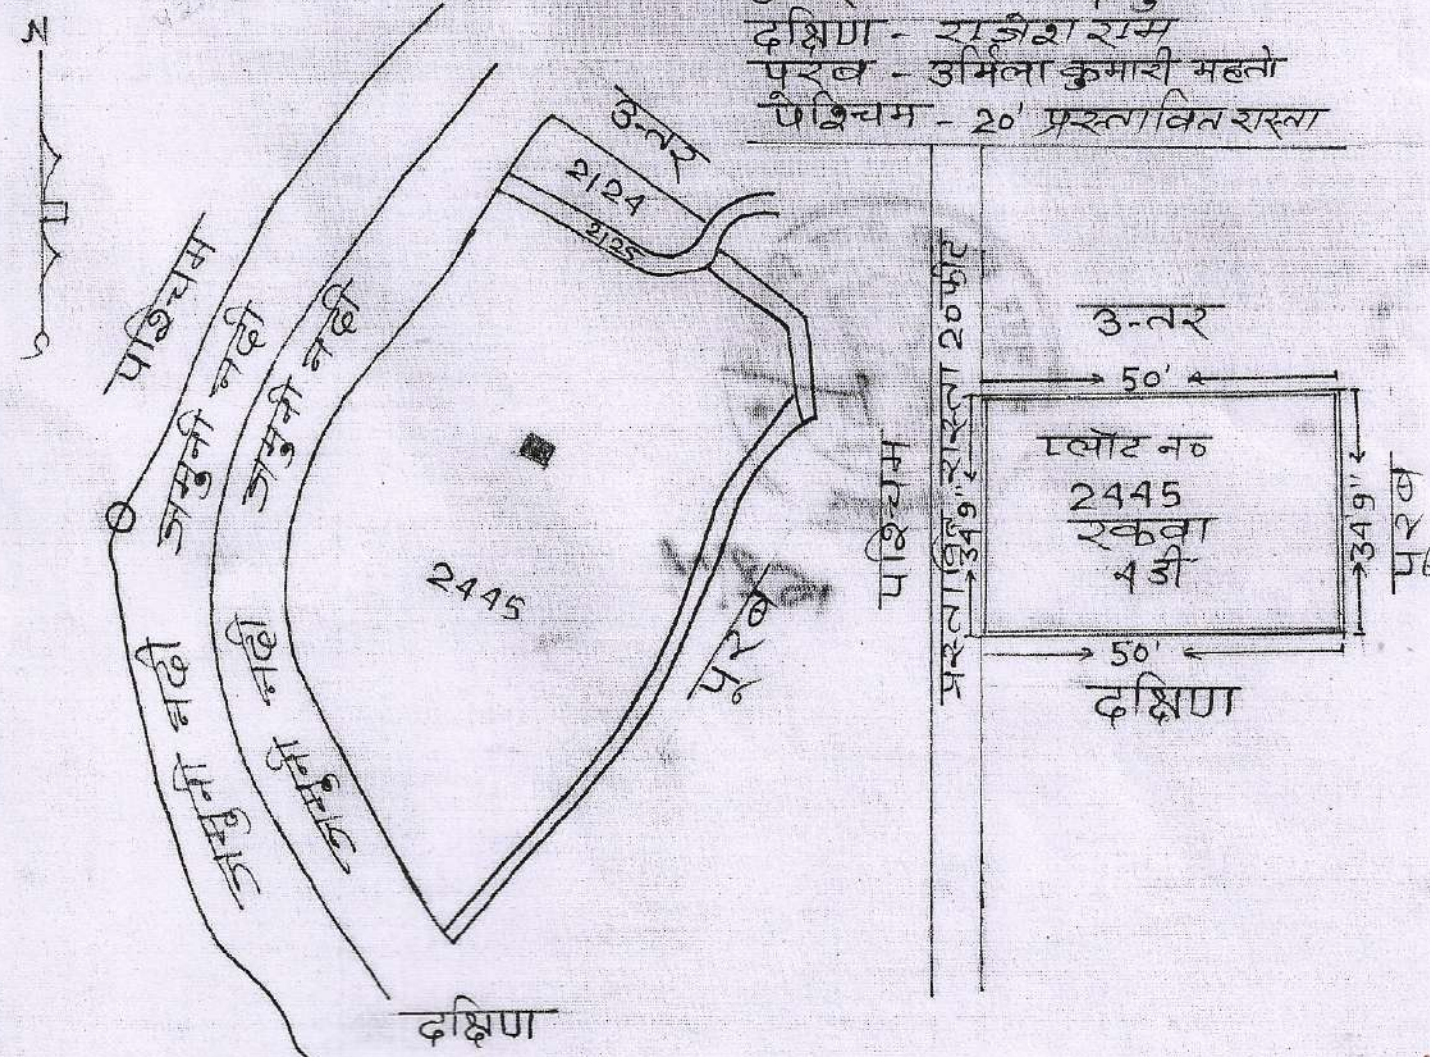 N
दक्षिण - राजेश राम
पूरब - उर्मिला कुमारी महतो
पश्चिम - 20' प्रस्तावित रास्ता
उत्तर
2124
2125
पश्चिम
जमुनी नदी
जमुनी नदी
2445
पूरब
जमुनी नदी
जमुनी नदी
दक्षिण
प्रस्तावित रास्ता 20 फीट
उत्तर
50'
पश्चिम
34'9"
प्लॉट न०
2445
रकवा
4 डी
34'9"
पूरब
50'
दक्षिण